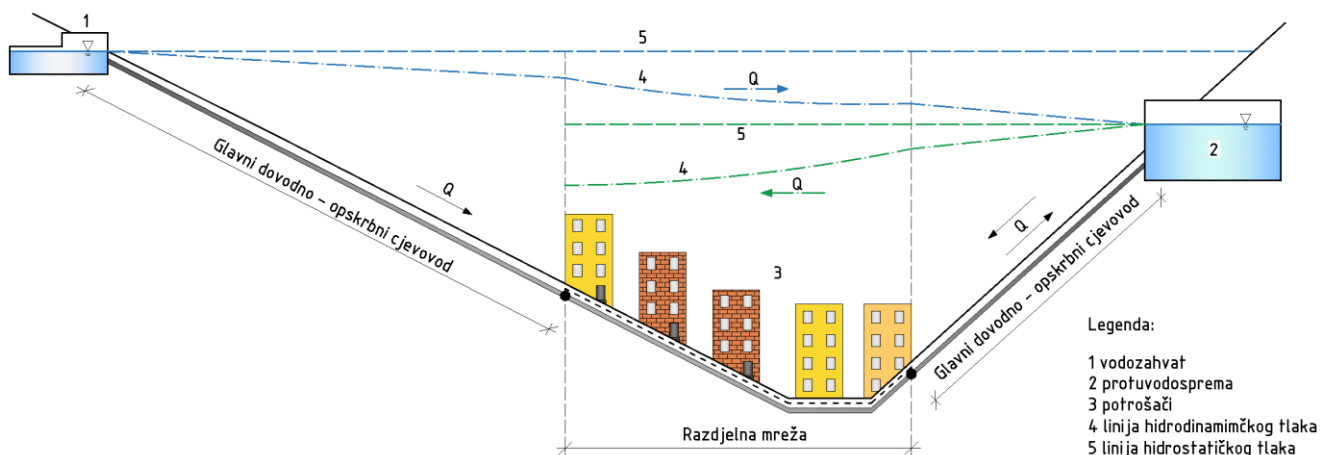 1
5
4
Q
5
4
Q
2
Glavni dovodno - opskrbni cjevovod
Q
Q
3
Glavni dovodno - opskrbni cjevovod
Razdjelna mreža
Legenda:
1 vodozahvat
2 protuvodosprema
3 potrošači
4 linija hidrodinamimčkog tlaka
5 linija hidrostatičkog tlaka